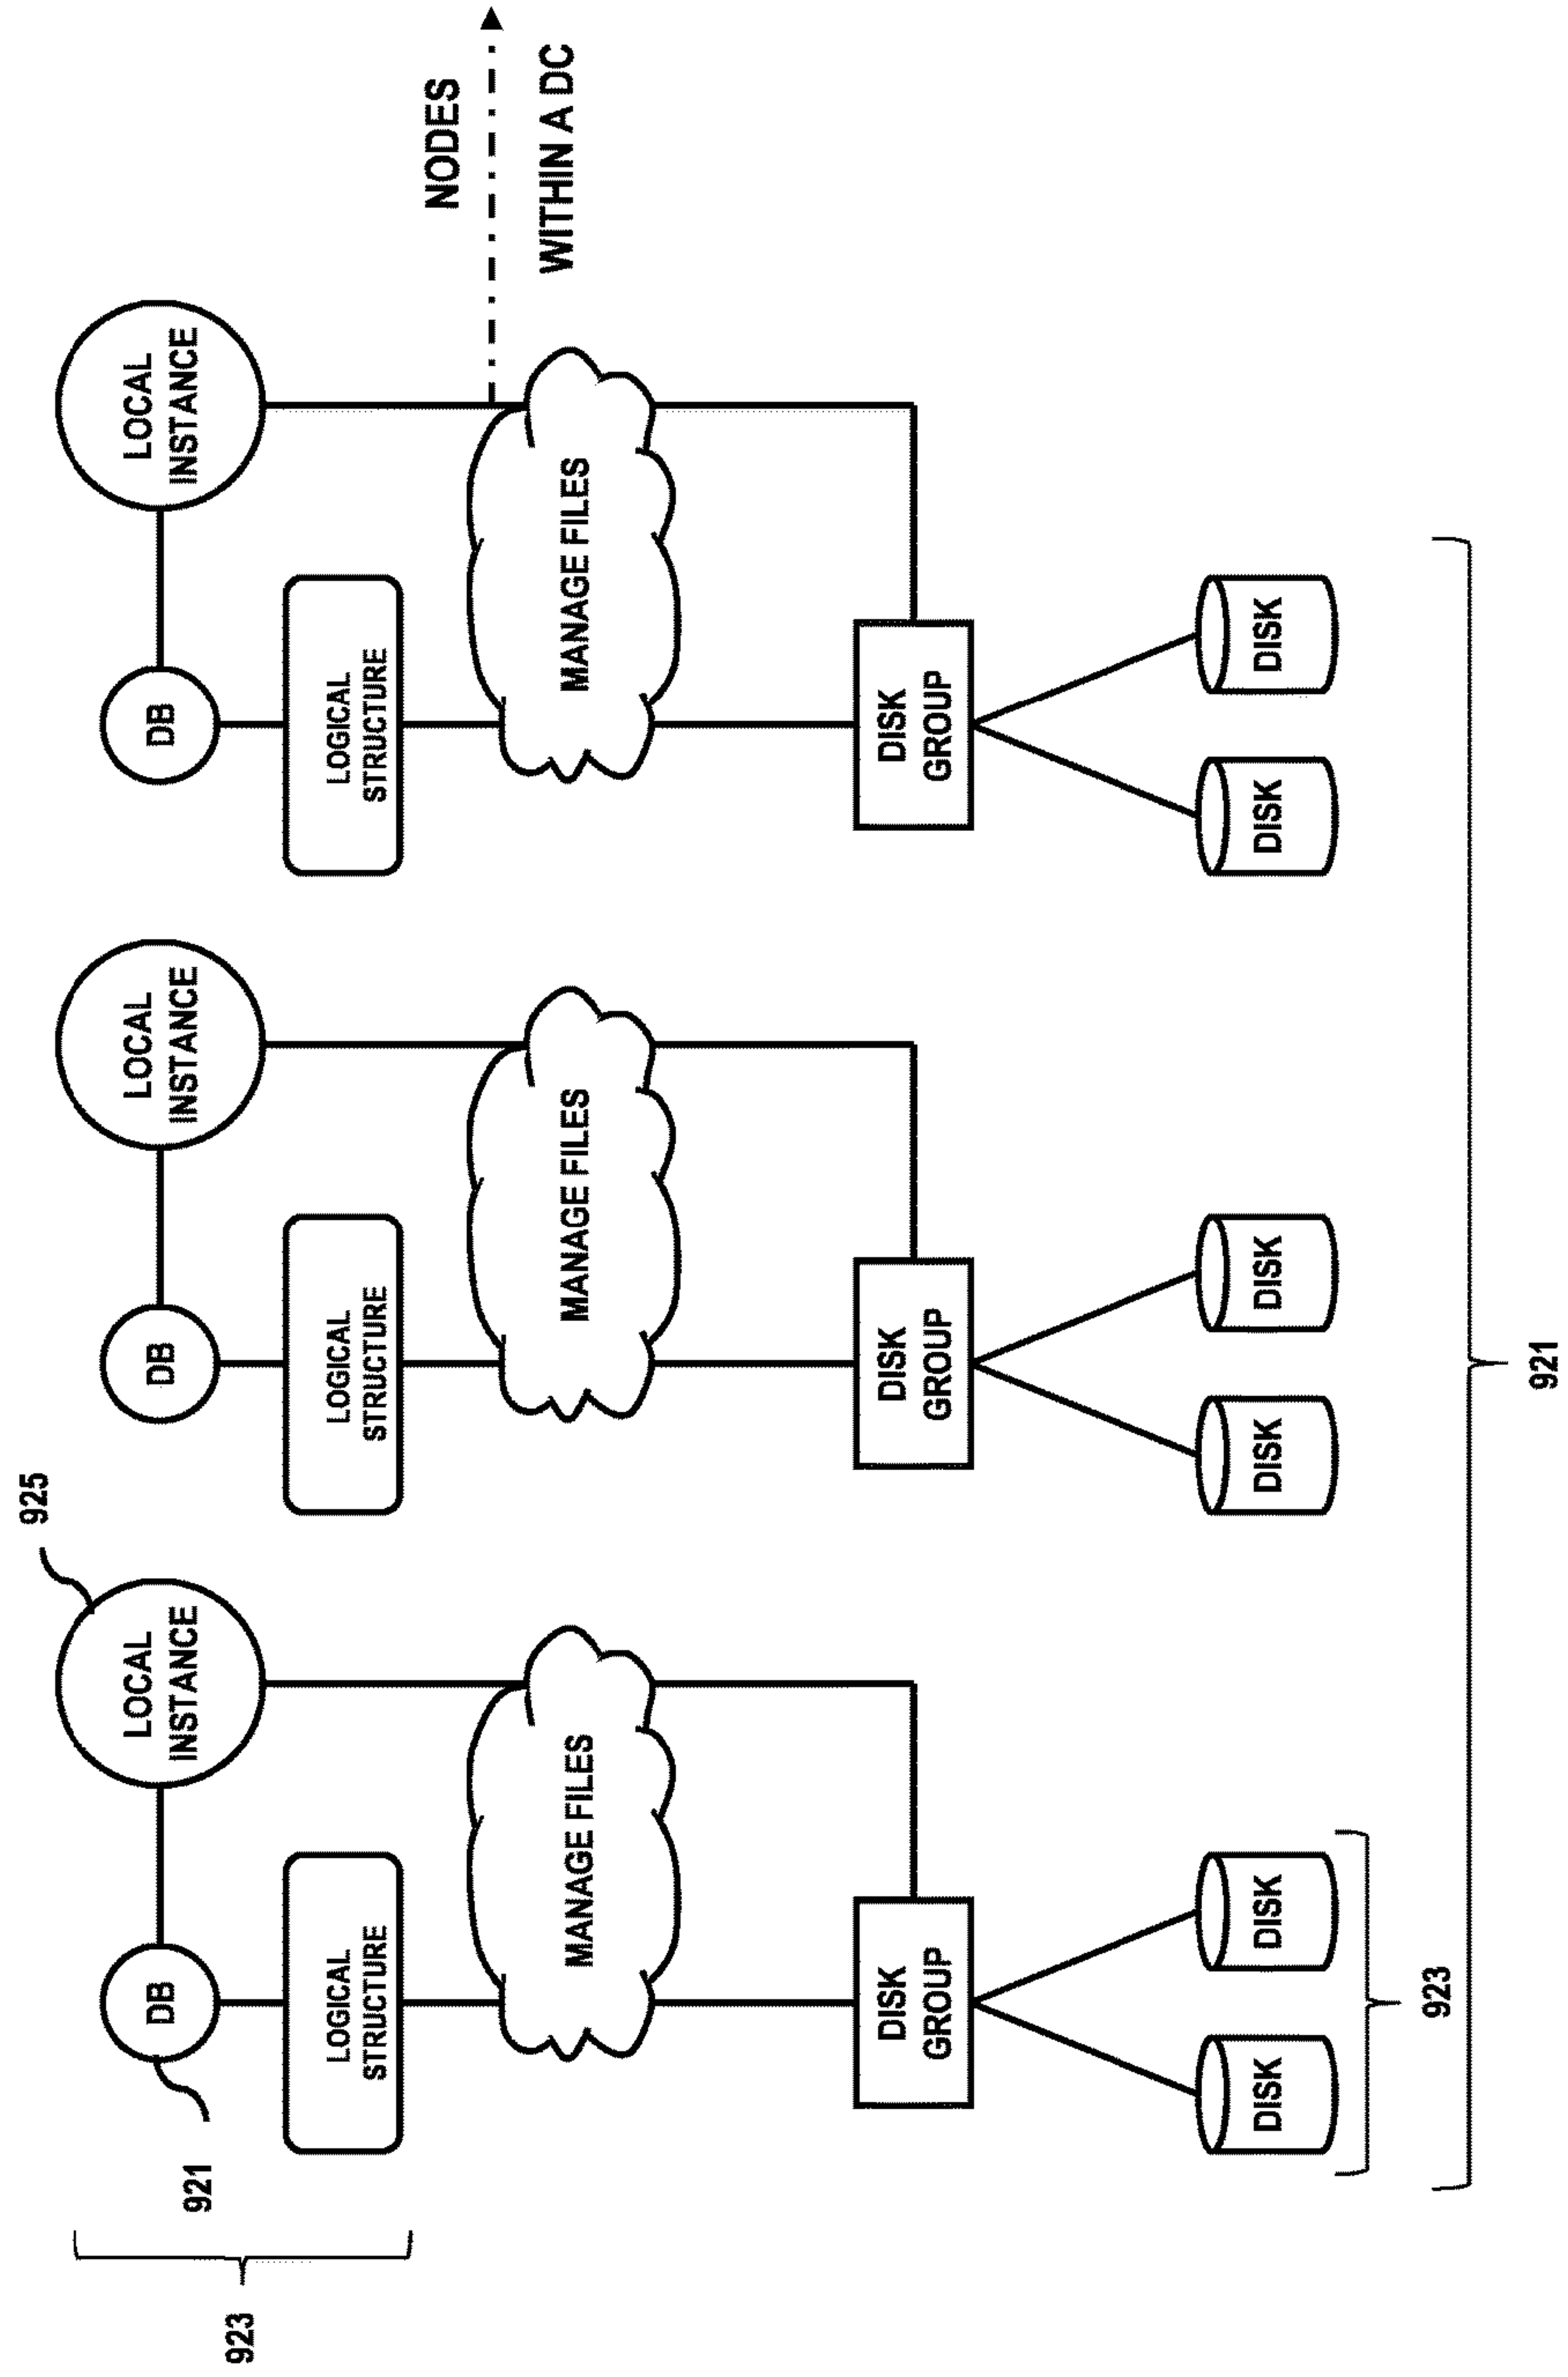 925
DB
LOCAL
INSTANCE
DB
LOCAL
INSTANCE
DB
LOCAL
INSTANCE
921
923
LOGICAL
STRUCTURE
LOGICAL
STRUCTURE
LOGICAL
STRUCTURE
NODES
MANAGE FILES
MANAGE FILES
MANAGE FILES
WITHIN A DC
DISK
GROUP
DISK
GROUP
DISK
GROUP
DISK
DISK
DISK
DISK
DISK
DISK
923
921